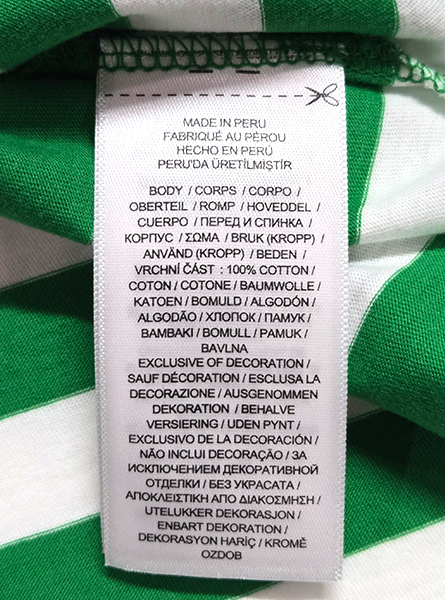 MADE IN PERU
FABRIQUÉ AU PÉROU
HECHO EN PERÚ
PERU'DA ÜRETİLMİŞTİR
BODY / CORPS / CORPO /
OBERTEIL / ROMP / HOVEDDEL /
CUERPO / ПЕРЕД И СПИНКА /
КОРПУС / ΣΩΜΑ / BRUK (KROPP) /
ANVÄND (KROPP) / BEDEN /
VRCHNÍ ČÁST : 100% COTTON /
COTON / COTONE / BAUMWOLLE /
KATOEN / BOMULD / ALGODÓN /
ALGODÃO / ХЛОПОК / ПАМУК /
BAMBAKI / BOMULL / PAMUK /
BAVLNA
EXCLUSIVE OF DECORATION /
SAUF DÉCORATION / ESCLUSA LA
DECORAZIONE / AUSGENOMMEN
DEKORATION / BEHALVE
VERSIERING / UDEN PYNT /
EXCLUSIVO DE LA DECORACIÓN /
NÃO INCLUI DECORAÇÃO / ЗА
ИСКЛЮЧЕНИЕМ ДЕКОРАТИВНОЙ
ОТДЕЛКИ / БЕЗ УКРАСАТА /
ΑΠΟΚΛΕΙΣΤΙΚΗ ΑΠΟ ΔΙΑΚΟΣΜΗΣΗ /
UTELUKKER DEKORASJON /
ENBART DEKORATION /
DEKORASYON HARİÇ / KROMĚ
OZDOB